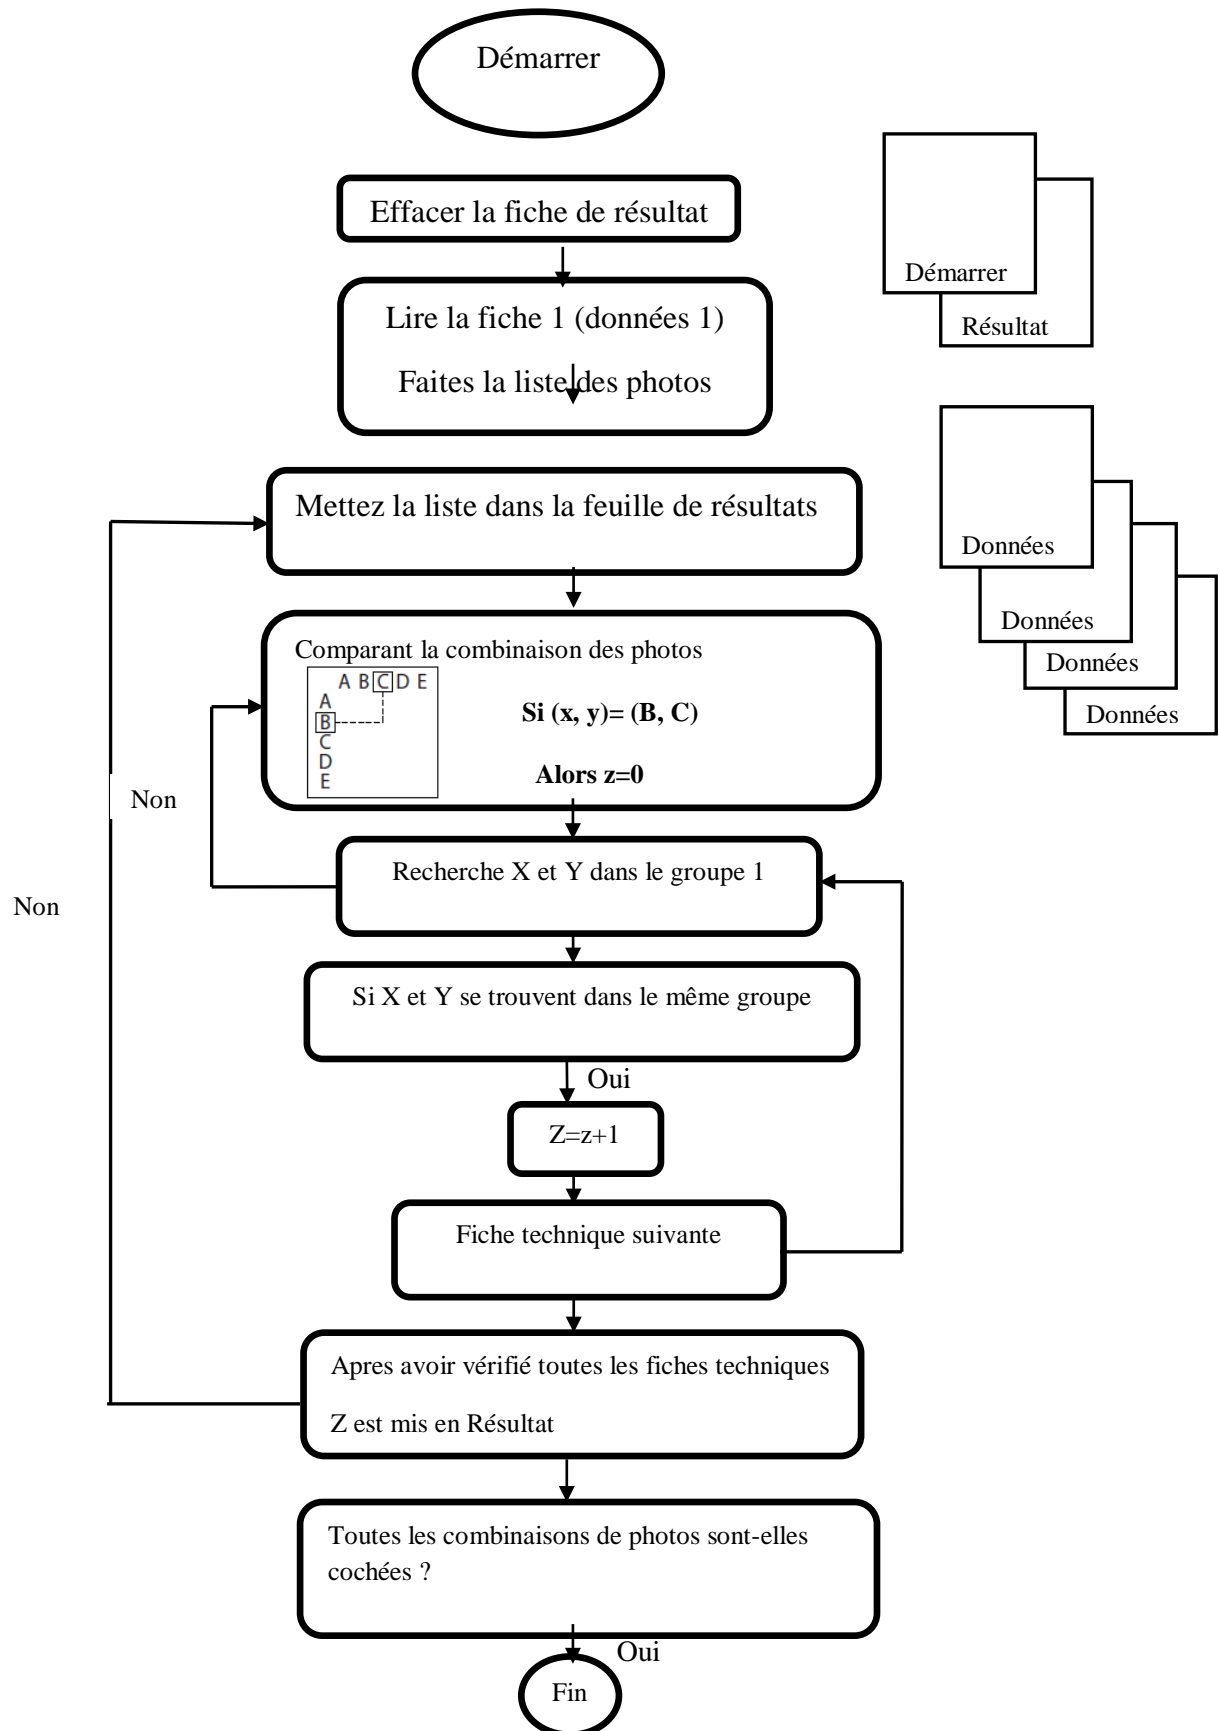 Démarrer
Effacer la fiche de résultat
Lire la fiche 1 (données 1)
Faites la liste des photos
Démarrer
Résultat
Mettez la liste dans la feuille de résultats
Données
Données
Données
Données
Comparant la combinaison des photos
A B C D E
A
B
C
D
E
Si (x, y)= (B, C)
Alors z=0
Non
Recherche X et Y dans le groupe 1
Non
Si X et Y se trouvent dans le même groupe
Oui
Z=z+1
Fiche technique suivante
Apres avoir vérifié toutes les fiches techniques
Z est mis en Résultat
Toutes les combinaisons de photos sont-elles
cochées ?
Oui
Fin